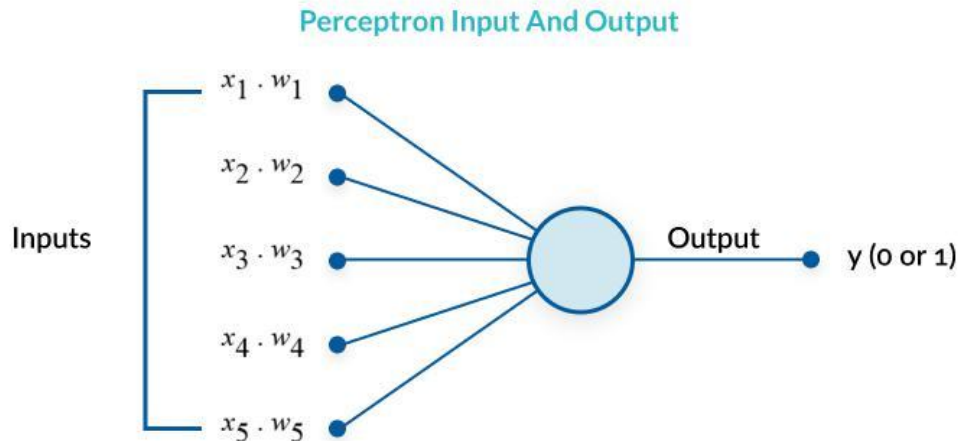 Perceptron Input And Output
x1 . w1
x2 . w2
Inputs
x3 . w3
Output
y (0 or 1)
x4 . w4
x5 . w5